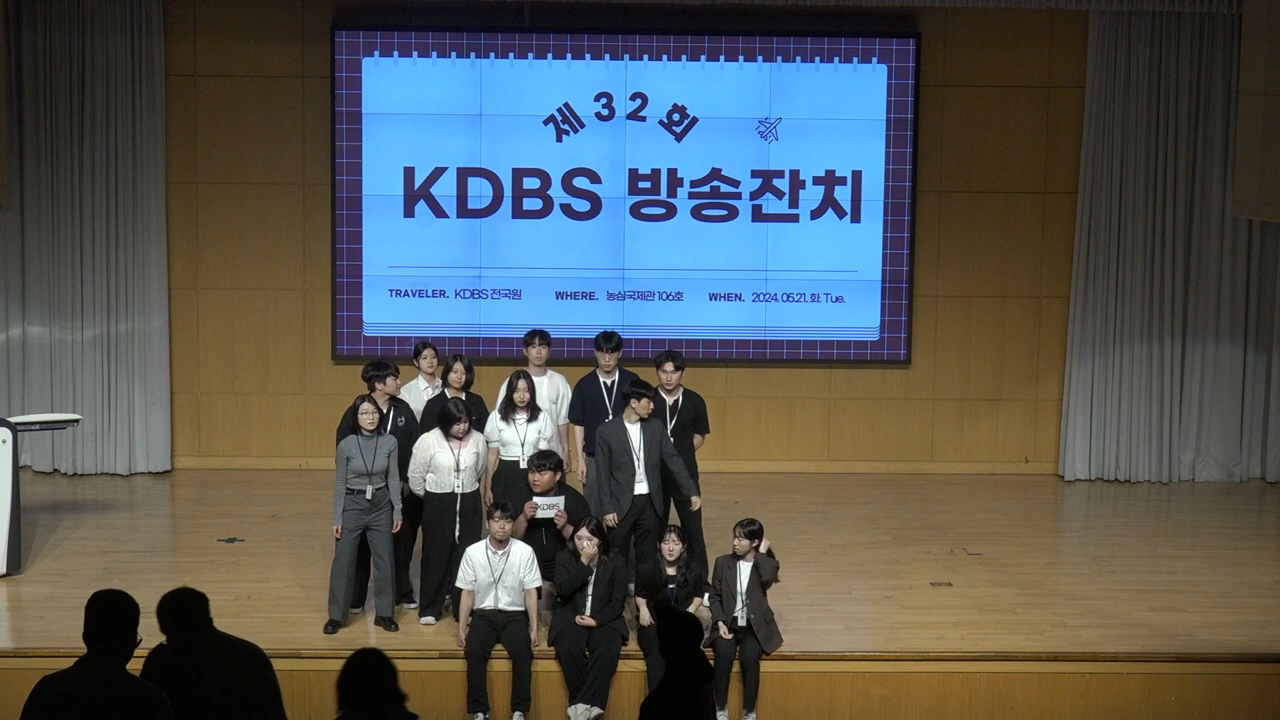 제32회
KDBS 방송잔치
TRAVELER. KDBS 전국원 WHERE. 농심국제관 106호 WHEN. 2024. 05.21. 화. Tue.
KDBS